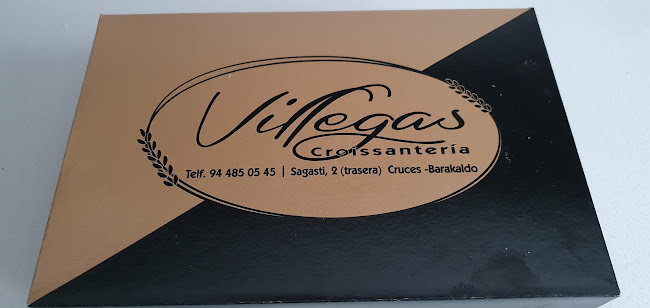 Villegas
Croissantería
Telf. 94 485 05 45 | Sagasti, 2 (trasera) Cruces -Barakaldo